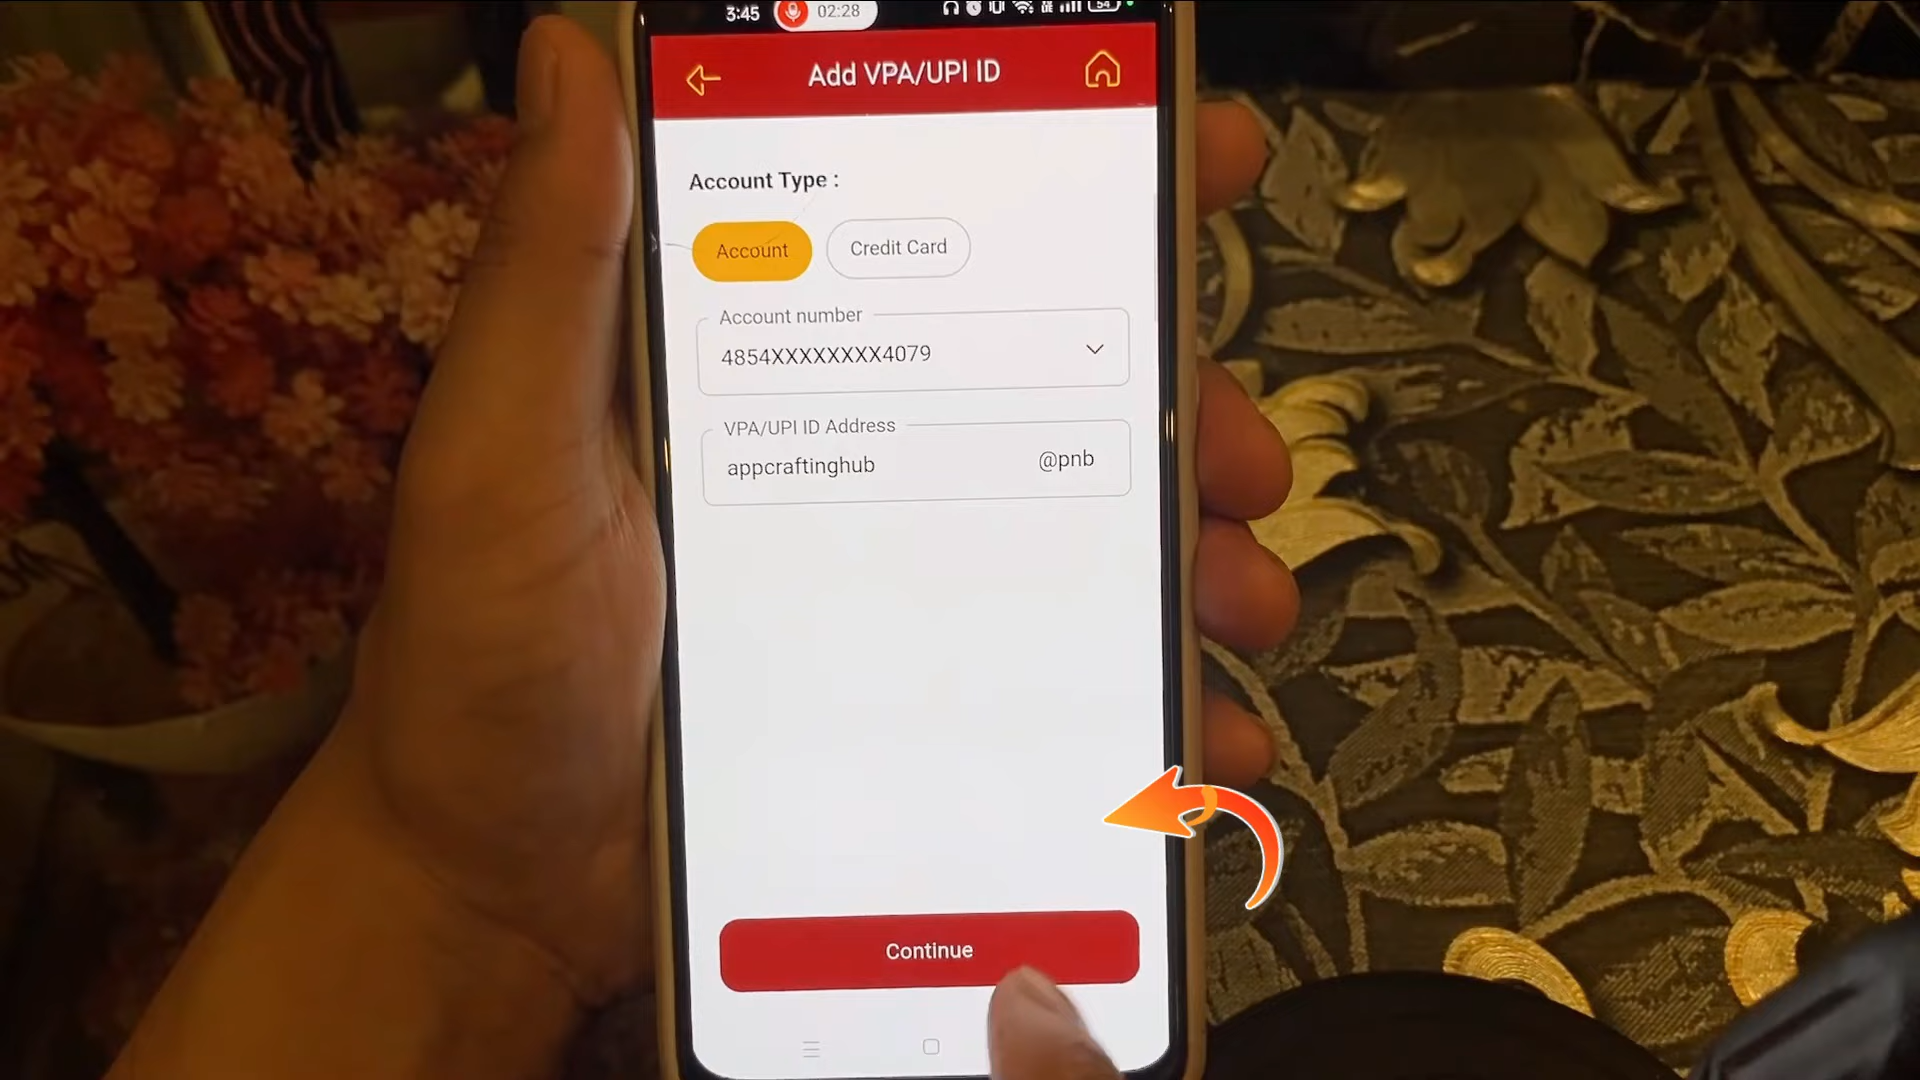 3:45 02:28 54
Add VPA/UPI ID
Account Type :
Account Credit Card
Account number
4854XXXXXXXX4079
VPA/UPI ID Address
appcraftinghub @pnb
Continue